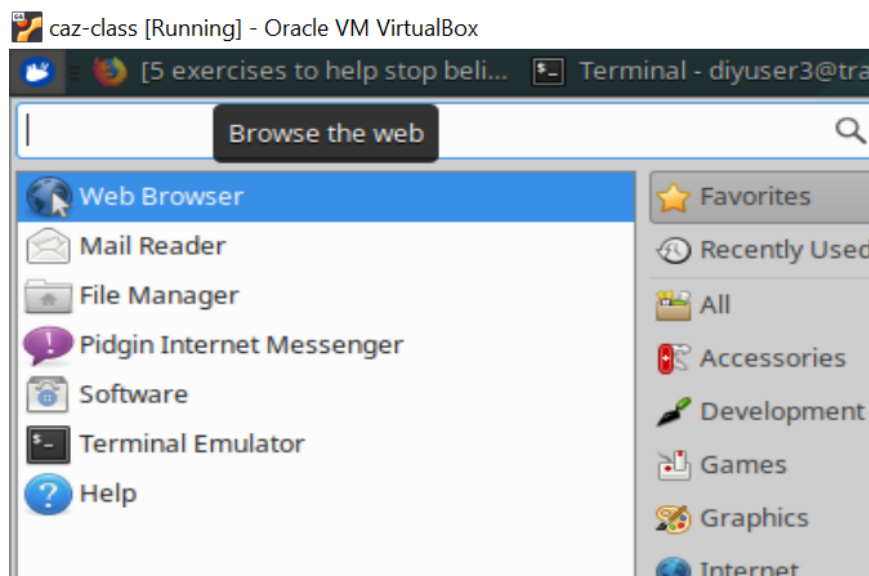 caz-class [Running] - Oracle VM VirtualBox
[5 exercises to help stop beli... Terminal - diyuser3@tra
Browse the web
Web Browser
Mail Reader
File Manager
Pidgin Internet Messenger
Software
Terminal Emulator
Help
Favorites
Recently Used
All
Accessories
Development
Games
Graphics
Internet